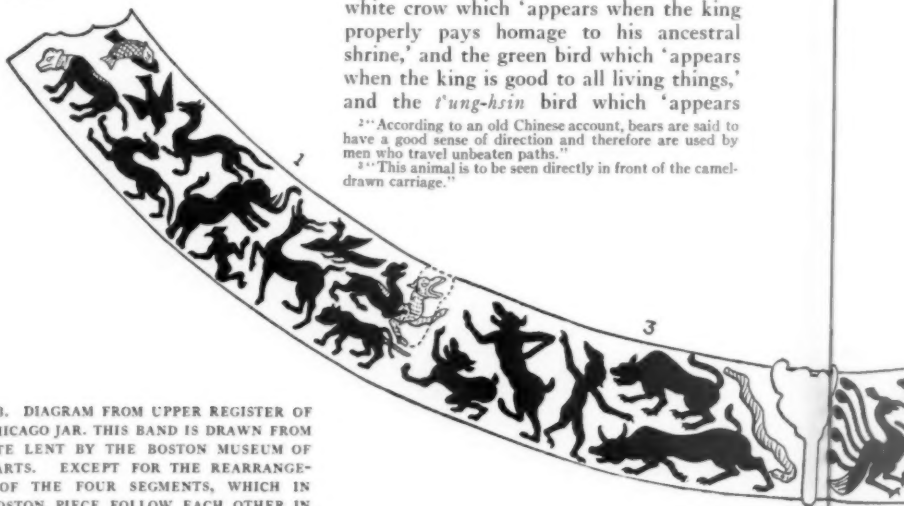 white crow which ‘appears when the king
properly pays homage to his ancestral
shrine,’ and the green bird which ‘appears
when the king is good to all living things,’
and the t‘ung-hsin bird which ‘appears
²“According to an old Chinese account, bears are said to
have a good sense of direction and therefore are used by
men who travel unbeaten paths.”
³“This animal is to be seen directly in front of the camel-
drawn carriage.”
1
3
DIAGRAM FROM UPPER REGISTER OF
HICAGO JAR. THIS BAND IS DRAWN FROM
TE LENT BY THE BOSTON MUSEUM OF
ARTS. EXCEPT FOR THE REARRANGE-
OF THE FOUR SEGMENTS, WHICH IN
OSTON PIECE FOLLOW EACH OTHER IN